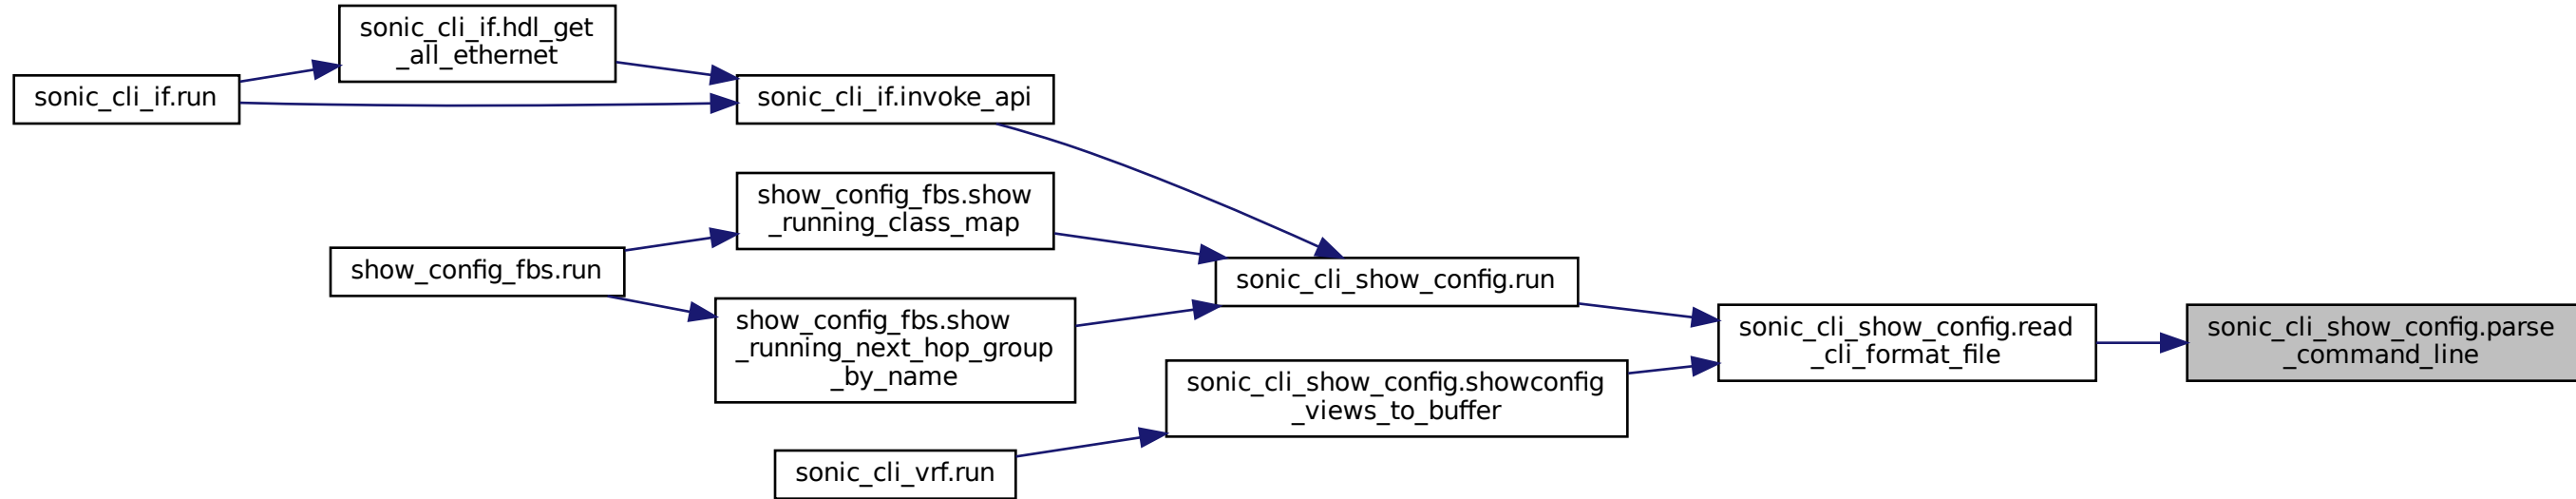 sonic_cli_if.hdl_get
_all_ethernet
sonic_cli_if.run
sonic_cli_if.invoke_api
show_config_fbs.show
_running_class_map
show_config_fbs.run
show_config_fbs.show
_running_next_hop_group
_by_name
sonic_cli_show_config.run
sonic_cli_show_config.showconfig
_views_to_buffer
sonic_cli_vrf.run
sonic_cli_show_config.read
_cli_format_file
sonic_cli_show_config.parse
_command_line